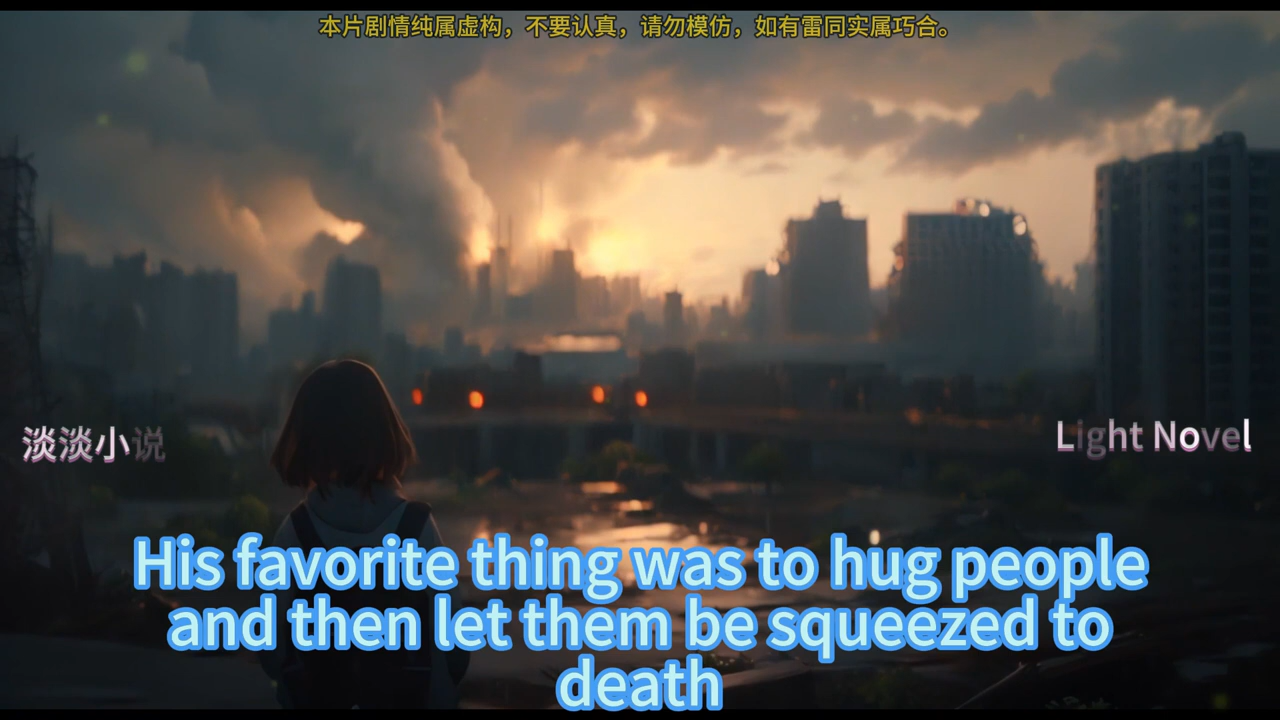 本片剧情纯属虚构，不要认真，请勿模仿，如有雷同实属巧合。
淡淡小说
Light Novel
His favorite thing was to hug people
and then let them be squeezed to
death